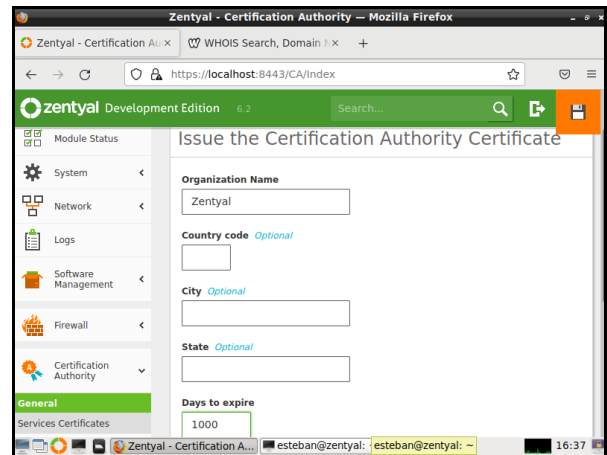 Zentyal - Certification Authority — Mozilla Firefox
Zentyal - Certification Au
WHOIS Search, Domain N
https://localhost:8443/CA/Index
zentyal Development Edition 6.2
Search...
Module Status
System
Network
Logs
Software
Management
Firewall
Certification
Authority
General
Services Certificates
Issue the Certification Authority Certificate
Organization Name
Zentyal
Country code Optional
City Optional
State Optional
Days to expire
1000
Zentyal - Certification A...
esteban@zentyal:
esteban@zentyal: ~
16:37